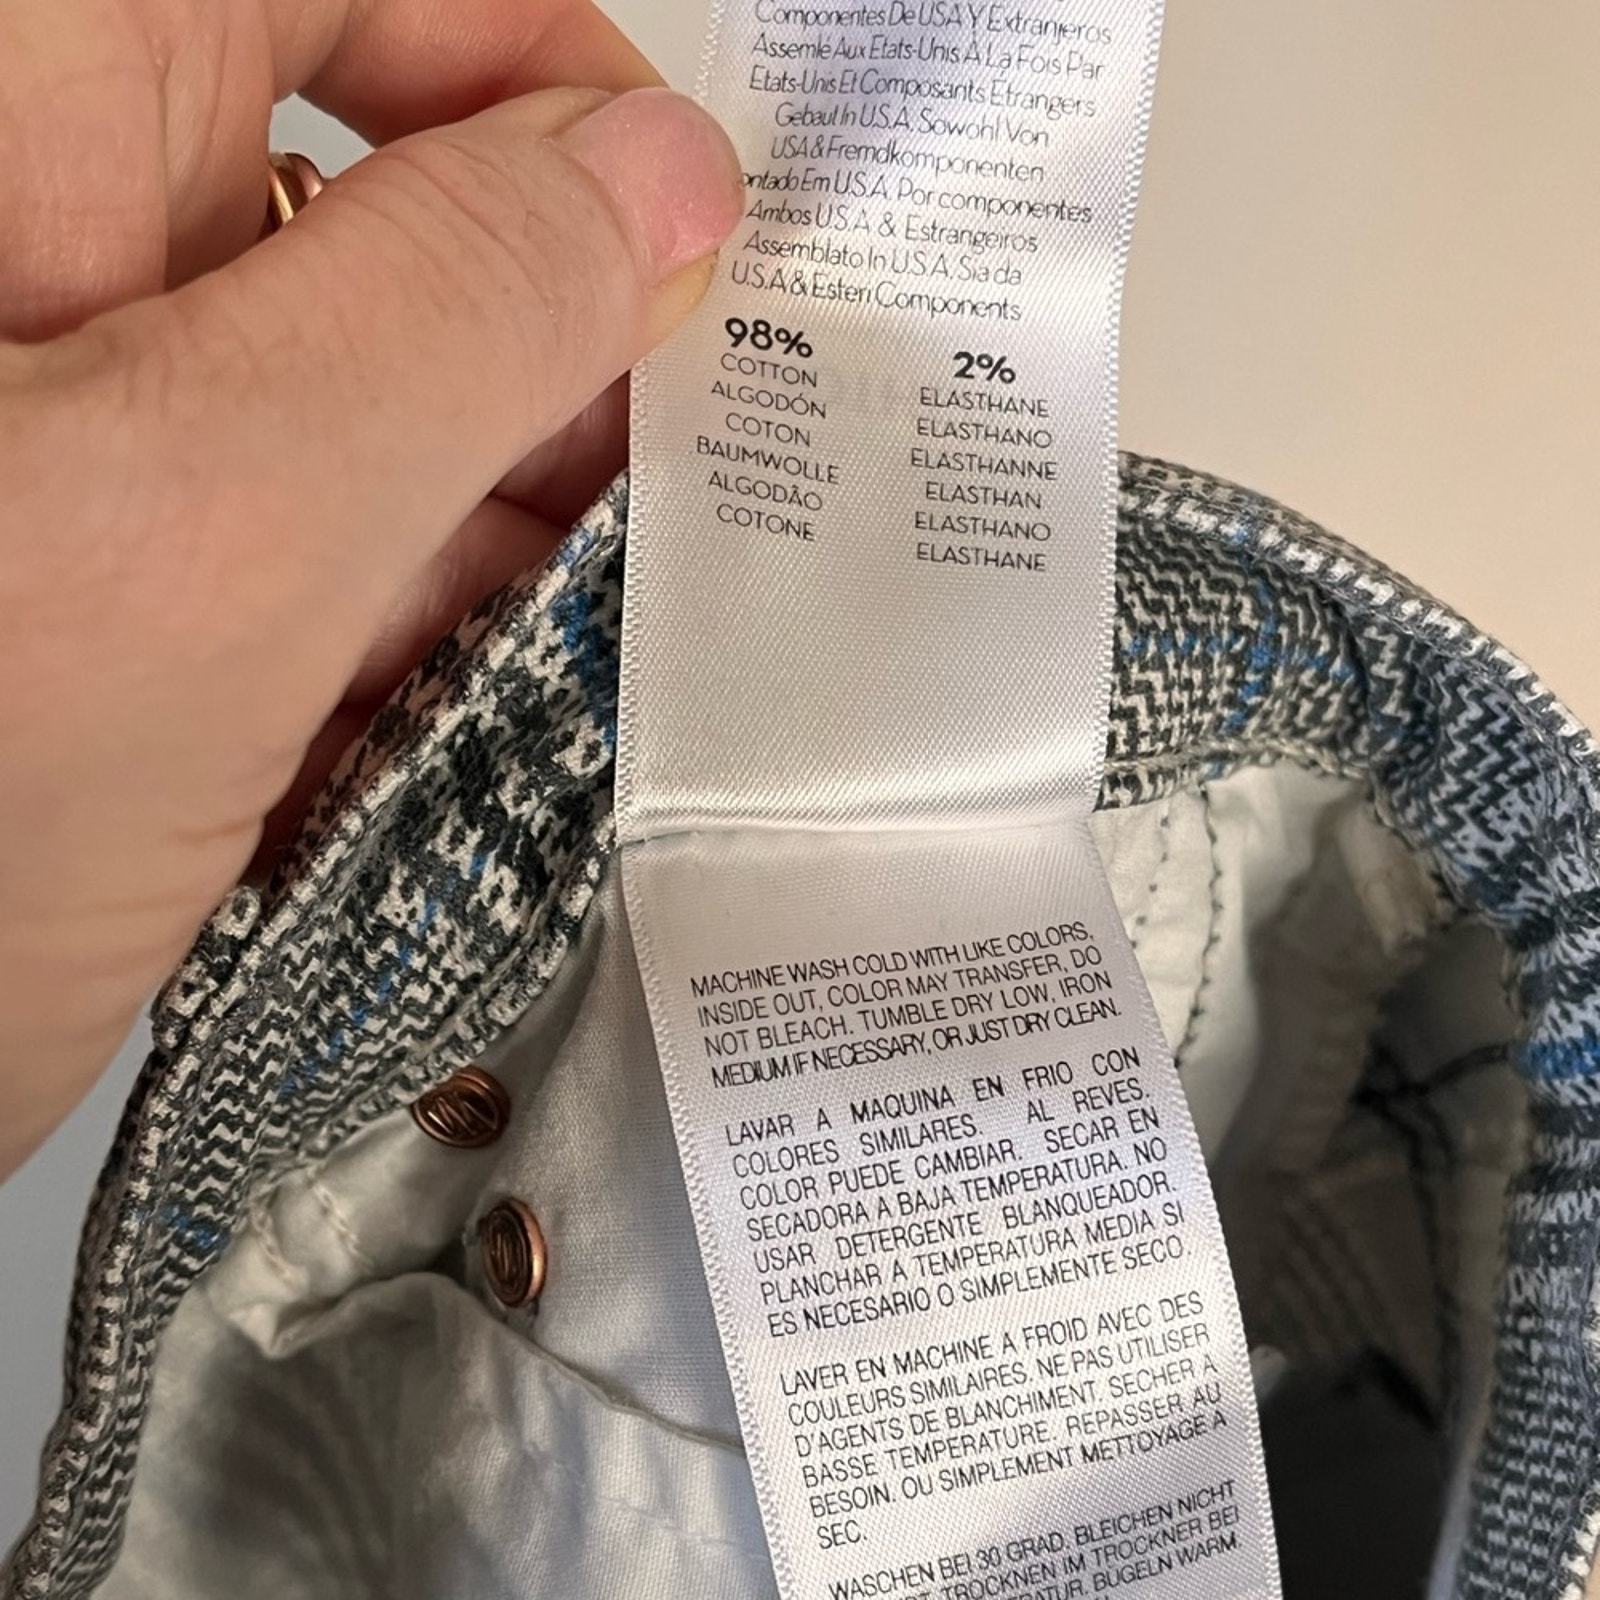 Componentes De USA Y Extranjeros
Assemlé Aux Etats-Unis A La Fois Par
Etats-Unis Et Composants Etrangers
Gebaut In U.S.A. Sowohl Von
USA & Fremdkomponenten
ontado Em U.S.A. Por componentes
Ambos U.S.A & Estrangeiros
Assemblato In U.S.A. Sia da
U.S.A & Esteri Components
98%
COTTON
ALGODÓN
COTON
BAUMWOLLE
ALGODÃO
COTONE
2%
ELASTHANE
ELASTHANO
ELASTHANNE
ELASTHAN
ELASTHANO
ELASTHANE
MACHINE WASH COLD WITH LIKE COLORS,
INSIDE OUT, COLOR MAY TRANSFER, DO
NOT BLEACH. TUMBLE DRY LOW, IRON
MEDIUM IF NECESSARY, OR JUST DRY CLEAN.
LAVAR A MAQUINA EN FRIO CON
COLORES SIMILARES. AL REVES.
COLOR PUEDE CAMBIAR. SECAR EN
SECADORA A BAJA TEMPERATURA. NO
USAR DETERGENTE BLANQUEADOR.
PLANCHAR A TEMPERATURA MEDIA SI
ES NECESARIO O SIMPLEMENTE SECO.
LAVER EN MACHINE A FROID AVEC DES
COULEURS SIMILAIRES. NE PAS UTILISER
D'AGENTS DE BLANCHIMENT. SECHER A
BASSE TEMPERATURE. REPASSER AU
BESOIN. OU SIMPLEMENT METTOYAGE A
SEC.
WASCHEN BEI 30 GRAD. BLEICHEN NICHT
TROCKNEN IM TROCKNER BEI
BUGELN WARM.